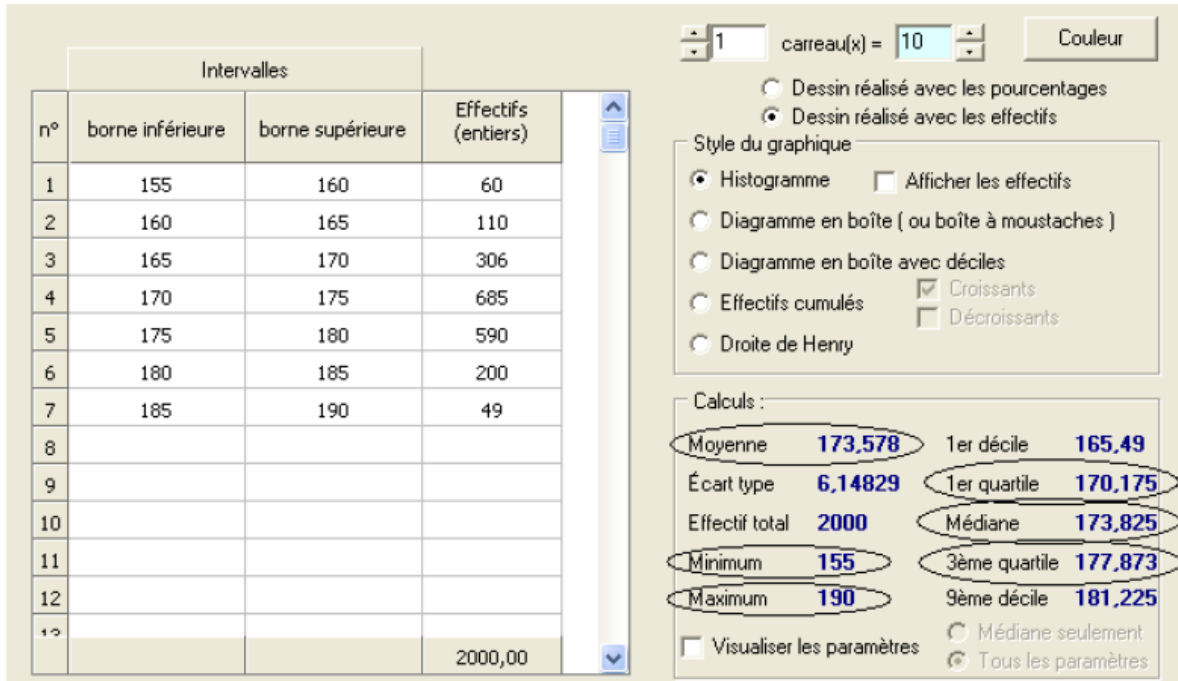 Intervalles
n° borne inférieure borne supérieure Effectifs (entiers)
1 155 160 60
2 160 165 110
3 165 170 306
4 170 175 685
5 175 180 590
6 180 185 200
7 185 190 49
8
9
10
11
12
2000,00
1 carreau(x) = 10 Couleur
Dessin réalisé avec les pourcentages
Dessin réalisé avec les effectifs
Style du graphique
Histogramme Afficher les effectifs
Diagramme en boîte ( ou boîte à moustaches )
Diagramme en boîte avec déciles
Effectifs cumulés Croissants
Décroissants
Droite de Henry
Calculs :
Moyenne 173,578 1er décile 165,49
Écart type 6,14829 1er quartile 170,175
Effectif total 2000 Médiane 173,825
Minimum 155 3ème quartile 177,873
Maximum 190 9ème décile 181,225
Visualiser les paramètres Médiane seulement
Tous les paramètres